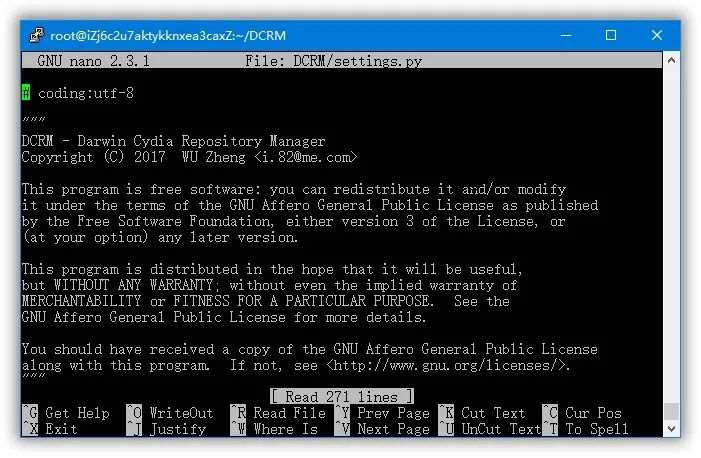 root@iZj6c2u7aktykknxea3caxZ:~/DCRM
GNU nano 2.3.1 File: DCRM/settings.py
# coding:utf-8
"""
DCRM - Darwin Cydia Repository Manager
Copyright (C) 2017 WU Zheng <i.82@me.com>
This program is free software: you can redistribute it and/or modify
it under the terms of the GNU Affero General Public License as published
by the Free Software Foundation, either version 3 of the License, or
(at your option) any later version.
This program is distributed in the hope that it will be useful,
but WITHOUT ANY WARRANTY; without even the implied warranty of
MERCHANTABILITY or FITNESS FOR A PARTICULAR PURPOSE. See the
GNU Affero General Public License for more details.
You should have received a copy of the GNU Affero General Public License
along with this program. If not, see <http://www.gnu.org/licenses/>.
"""
[ Read 271 lines ]
^G Get Help ^O WriteOut ^R Read File ^Y Prev Page ^K Cut Text ^C Cur Pos
^X Exit ^J Justify ^W Where Is ^V Next Page ^U UnCut Text^T To Spell